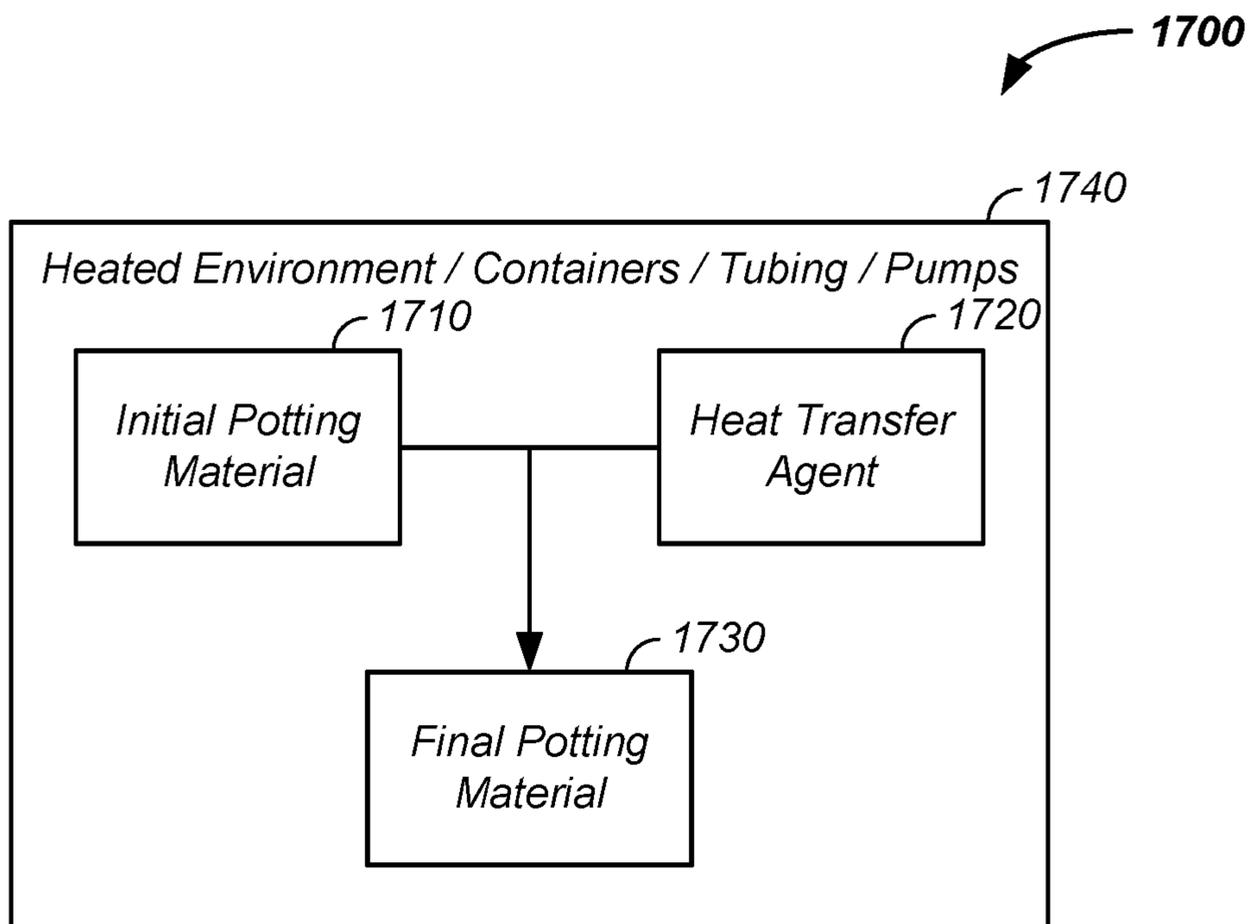 1700
1740
Heated Environment / Containers / Tubing / Pumps
1710
1720
Initial Potting
Material
Heat Transfer
Agent
1730
Final Potting
Material